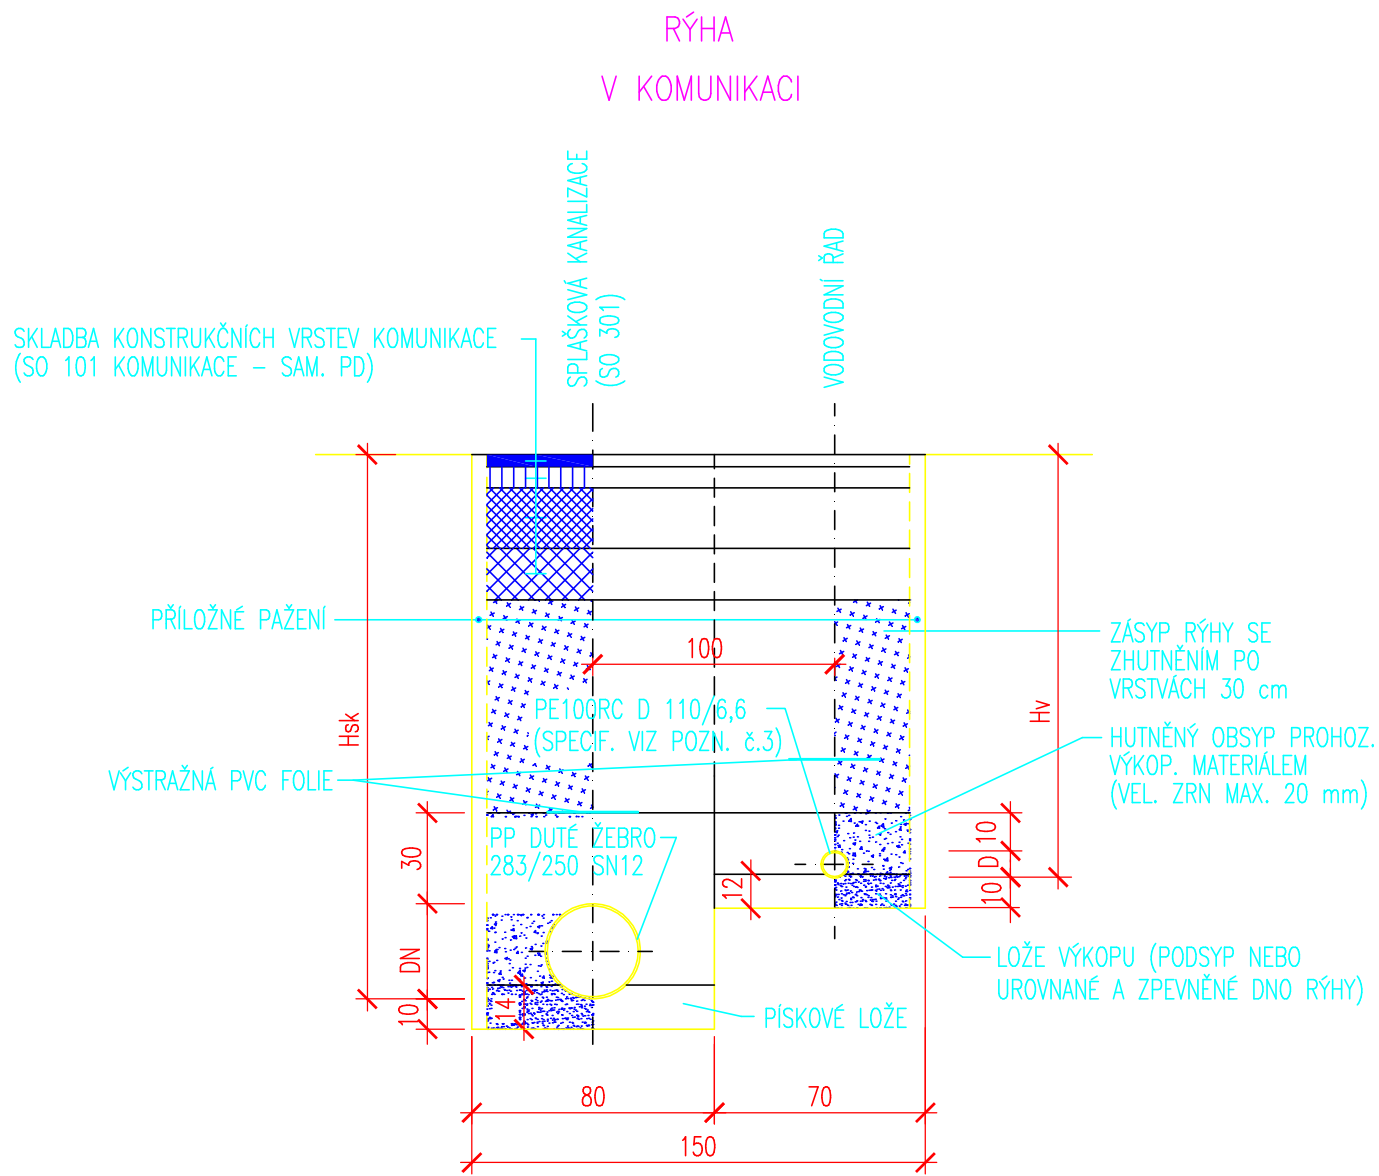 RÝHA
V KOMUNIKACI
SPLAŠKOVÁ KANALIZACE
(SO 301)
VODOVODNÍ ŘAD
SKLADBA KONSTRUKČNÍCH VRSTEV KOMUNIKACE
(SO 101 KOMUNIKACE – SAM. PD)
PŘÍLOŽNÉ PAŽENÍ
100
ZÁSYP RÝHY SE
ZHUTNĚNÍM PO
VRSTVÁCH 30 cm
Hsk
Hv
PE100RC D 110/6,6
(SPECIF. VIZ POZN. č.3)
HUTNĚNÝ OBSYP PROHOZ.
VÝKOP. MATERIÁLEM
(VEL. ZRN MAX. 20 mm)
VÝSTRAŽNÁ PVC FOLIE
PP DUTÉ ŽEBRO
283/250 SN12
30
DN
10
14
12
10
D
10
LOŽE VÝKOPU (PODSYP NEBO
UROVNANÉ A ZPEVNĚNÉ DNO RÝHY)
PÍSKOVÉ LOŽE
80
70
150